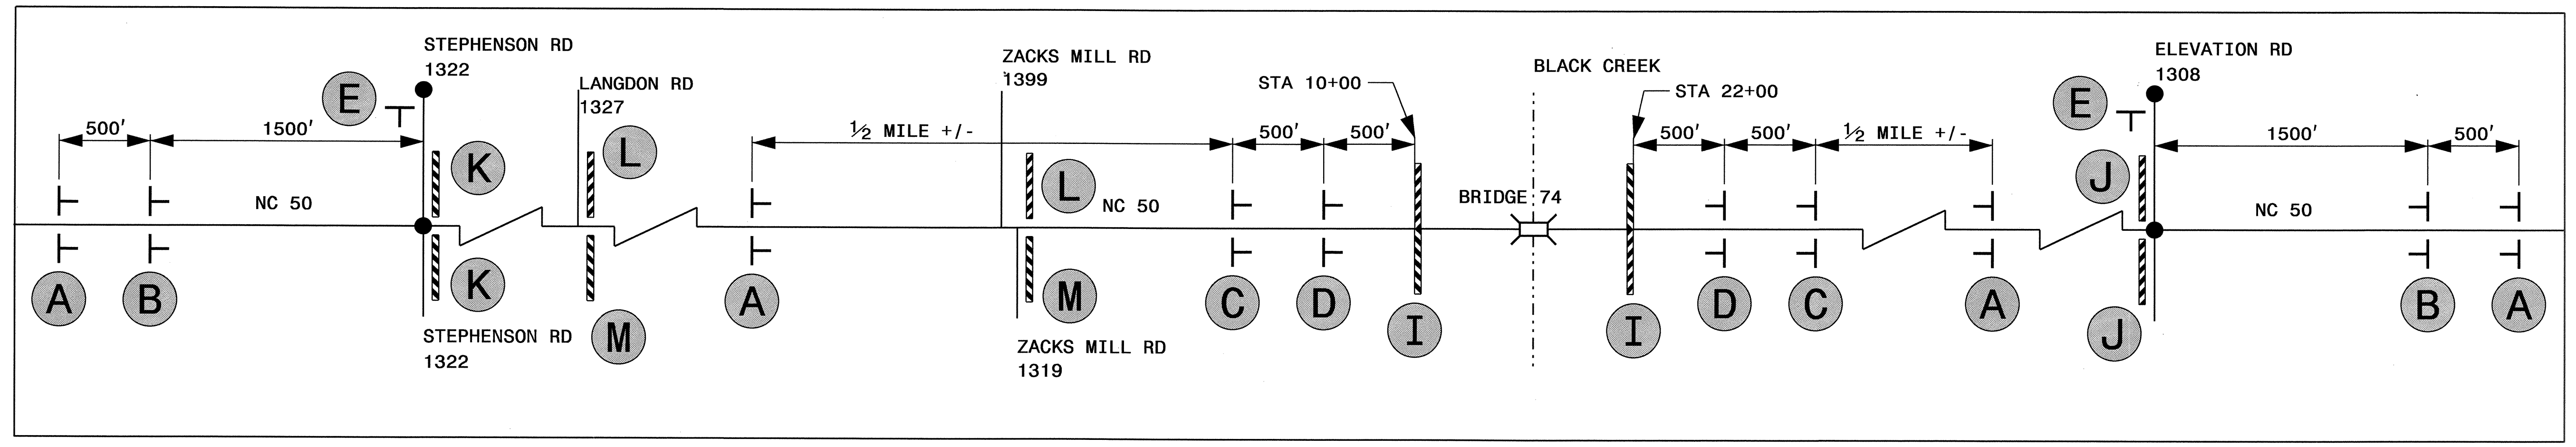 STEPHENSON RD
1322
E
LANGDON RD
1327
ZACKS MILL RD
1399
BLACK CREEK
STA 10+00
STA 22+00
ELEVATION RD
1308
E
500'
1500'
1/2 MILE +/-
500'
500'
500'
500'
1/2 MILE +/-
1500'
500'
K
L
L
J
NC 50
NC 50
BRIDGE 74
NC 50
K
M
A
B
A
C
D
I
I
D
C
A
J
B
A
M
STEPHENSON RD
1322
ZACKS MILL RD
1319